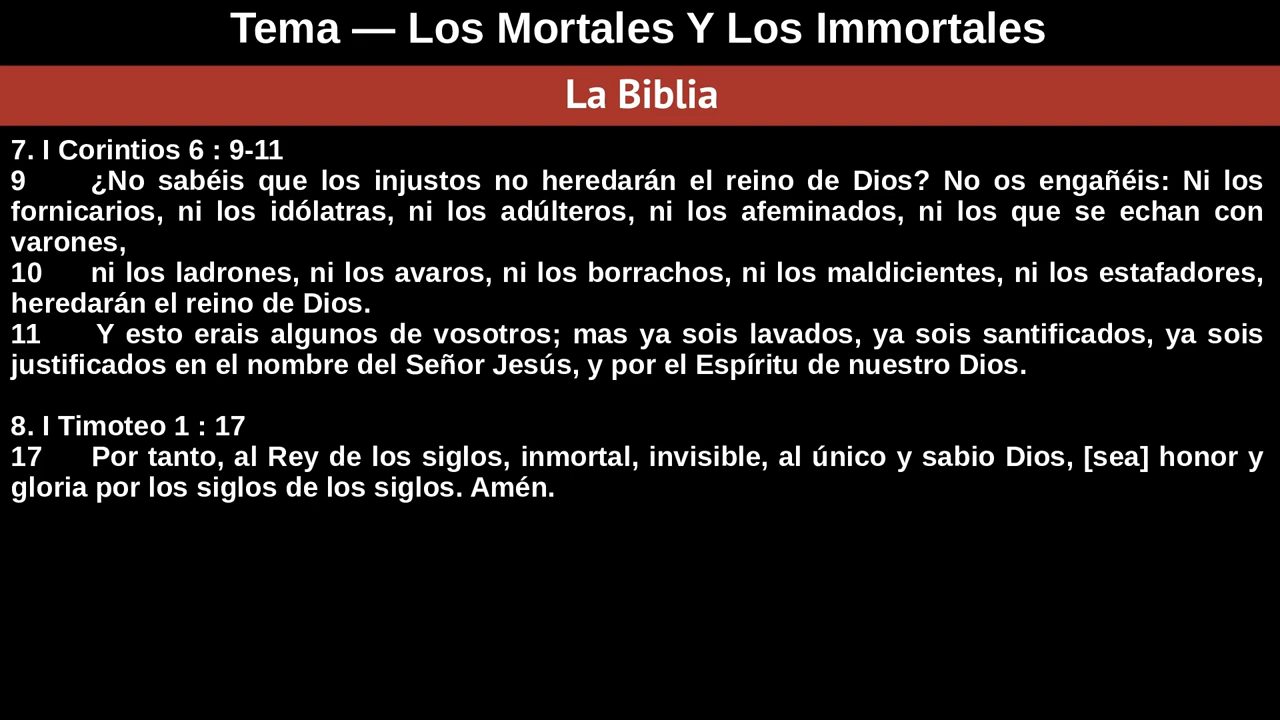 Tema — Los Mortales Y Los Immortales
La Biblia
7. I Corintios 6 : 9-11
9 ¿No sabéis que los injustos no heredarán el reino de Dios? No os engañéis: Ni los
fornicarios, ni los idólatras, ni los adúlteros, ni los afeminados, ni los que se echan con
varones,
10 ni los ladrones, ni los avaros, ni los borrachos, ni los maldicientes, ni los estafadores,
heredarán el reino de Dios.
11 Y esto erais algunos de vosotros; mas ya sois lavados, ya sois santificados, ya sois
justificados en el nombre del Señor Jesús, y por el Espíritu de nuestro Dios.
8. I Timoteo 1 : 17
17 Por tanto, al Rey de los siglos, inmortal, invisible, al único y sabio Dios, [sea] honor y
gloria por los siglos de los siglos. Amén.